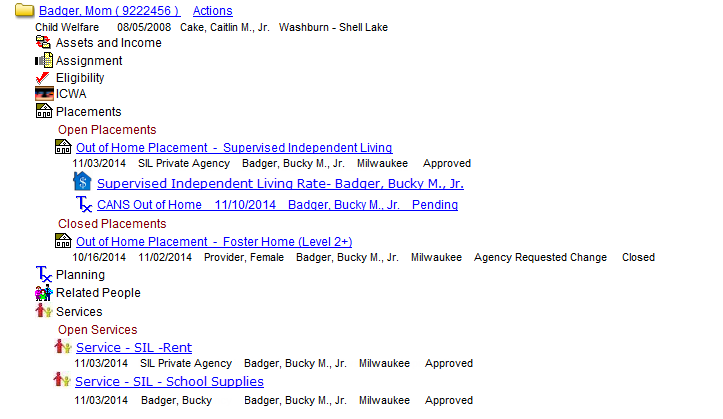 Badger, Mom ( 9222456 ) Actions
Child Welfare 08/05/2008 Cake, Caitlin M., Jr. Washburn - Shell Lake
Assets and Income
Assignment
Eligibility
ICWA
Placements
Open Placements
Out of Home Placement - Supervised Independent Living
11/03/2014 SIL Private Agency Badger, Bucky M., Jr. Milwaukee Approved
$ Supervised Independent Living Rate- Badger, Bucky M., Jr.
Tx CANS Out of Home 11/10/2014 Badger, Bucky M., Jr. Pending
Closed Placements
Out of Home Placement - Foster Home (Level 2+)
10/16/2014 11/02/2014 Provider, Female Badger, Bucky M., Jr. Milwaukee Agency Requested Change Closed
Tx Planning
Related People
Services
Open Services
Service - SIL -Rent
11/03/2014 SIL Private Agency Badger, Bucky M., Jr. Milwaukee Approved
Service - SIL - School Supplies
11/03/2014 Badger, Bucky Badger, Bucky M., Jr. Milwaukee Approved